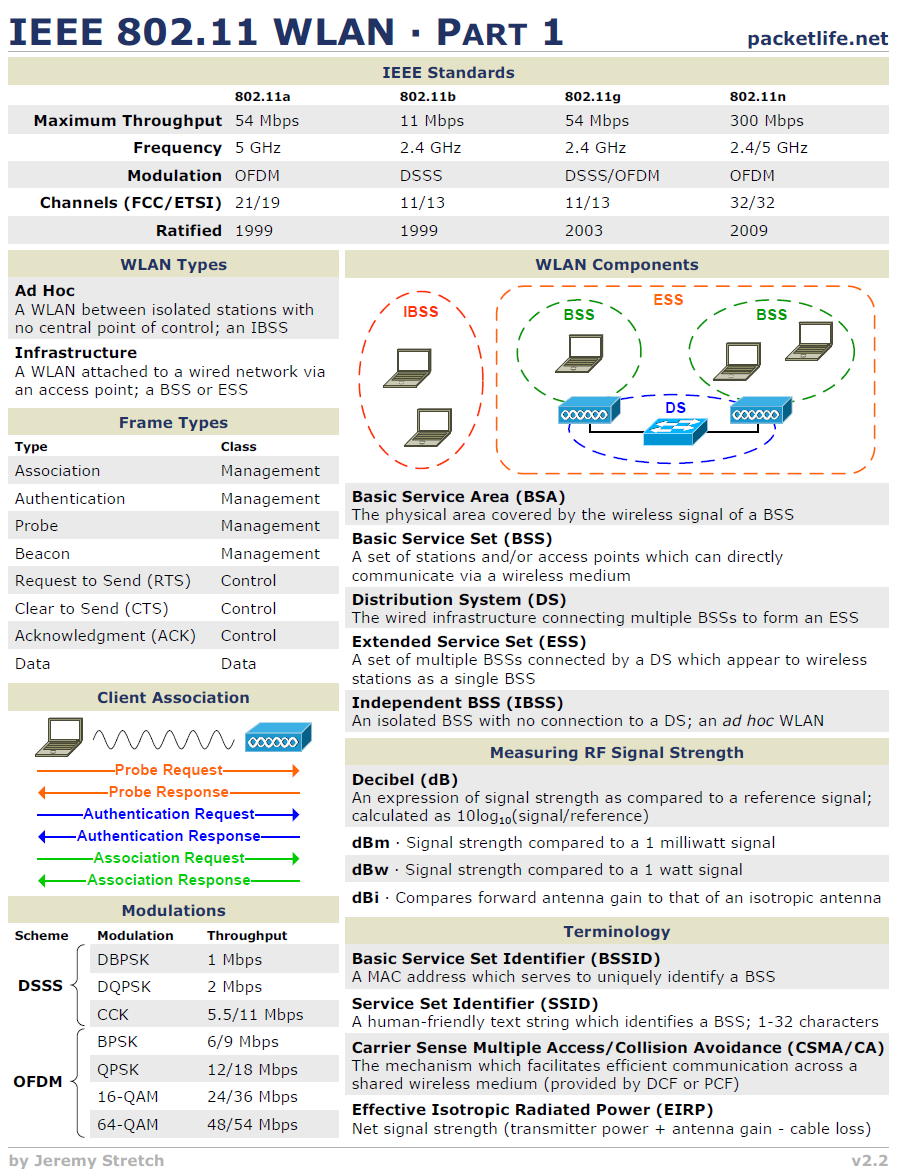 IEEE 802.11 WLAN · PART 1
packetlife.net
IEEE Standards
802.11a 802.11b 802.11g 802.11n
Maximum Throughput 54 Mbps 11 Mbps 54 Mbps 300 Mbps
Frequency 5 GHz 2.4 GHz 2.4 GHz 2.4/5 GHz
Modulation OFDM DSSS DSSS/OFDM OFDM
Channels (FCC/ETSI) 21/19 11/13 11/13 32/32
Ratified 1999 1999 2003 2009
WLAN Types
Ad Hoc
A WLAN between isolated stations with
no central point of control; an IBSS
Infrastructure
A WLAN attached to a wired network via
an access point; a BSS or ESS
Frame Types
Type Class
Association Management
Authentication Management
Probe Management
Beacon Management
Request to Send (RTS) Control
Clear to Send (CTS) Control
Acknowledgment (ACK) Control
Data Data
Client Association
Probe Request
Probe Response
Authentication Request
Authentication Response
Association Request
Association Response
Modulations
Scheme Modulation Throughput
DSSS
DBPSK 1 Mbps
DQPSK 2 Mbps
CCK 5.5/11 Mbps
OFDM
BPSK 6/9 Mbps
QPSK 12/18 Mbps
16-QAM 24/36 Mbps
64-QAM 48/54 Mbps
WLAN Components
IBSS
ESS
BSS
BSS
DS
Basic Service Area (BSA)
The physical area covered by the wireless signal of a BSS
Basic Service Set (BSS)
A set of stations and/or access points which can directly
communicate via a wireless medium
Distribution System (DS)
The wired infrastructure connecting multiple BSSs to form an ESS
Extended Service Set (ESS)
A set of multiple BSSs connected by a DS which appear to wireless
stations as a single BSS
Independent BSS (IBSS)
An isolated BSS with no connection to a DS; an ad hoc WLAN
Measuring RF Signal Strength
Decibel (dB)
An expression of signal strength as compared to a reference signal;
calculated as 10log₁₀(signal/reference)
dBm · Signal strength compared to a 1 milliwatt signal
dBw · Signal strength compared to a 1 watt signal
dBi · Compares forward antenna gain to that of an isotropic antenna
Terminology
Basic Service Set Identifier (BSSID)
A MAC address which serves to uniquely identify a BSS
Service Set Identifier (SSID)
A human-friendly text string which identifies a BSS; 1-32 characters
Carrier Sense Multiple Access/Collision Avoidance (CSMA/CA)
The mechanism which facilitates efficient communication across a
shared wireless medium (provided by DCF or PCF)
Effective Isotropic Radiated Power (EIRP)
Net signal strength (transmitter power + antenna gain - cable loss)
by Jeremy Stretch
v2.2